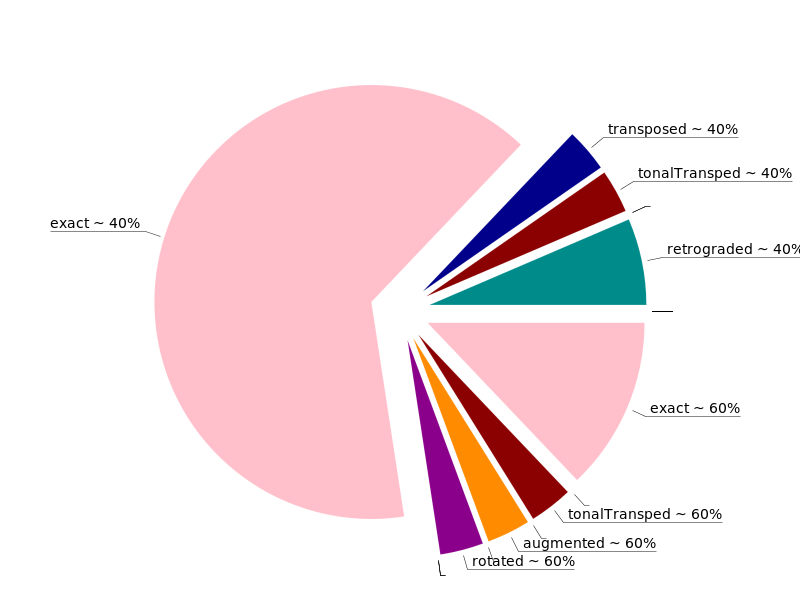 transposed ~ 40%
tonalTransped ~ 40%
exact ~ 40%
retrograded ~ 40%
exact ~ 60%
tonalTransped ~ 60%
augmented ~ 60%
rotated ~ 60%